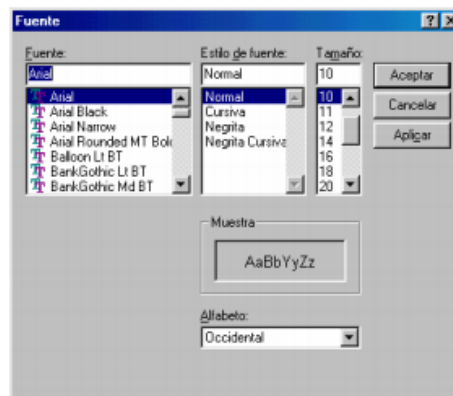 Fuente
Fuente:
Arial
Arial
Arial Black
Arial Narrow
Arial Rounded MT Bol
Balloon Lt BT
BankGothic Lt BT
BankGothic Md BT
Estilo de fuente:
Normal
Normal
Cursiva
Negrita
Negrita Cursiva
Tamaño:
10
10
11
12
14
16
18
20
Aceptar
Cancelar
Aplicar
Muestra
AaBbYyZz
Alfabeto:
Occidental